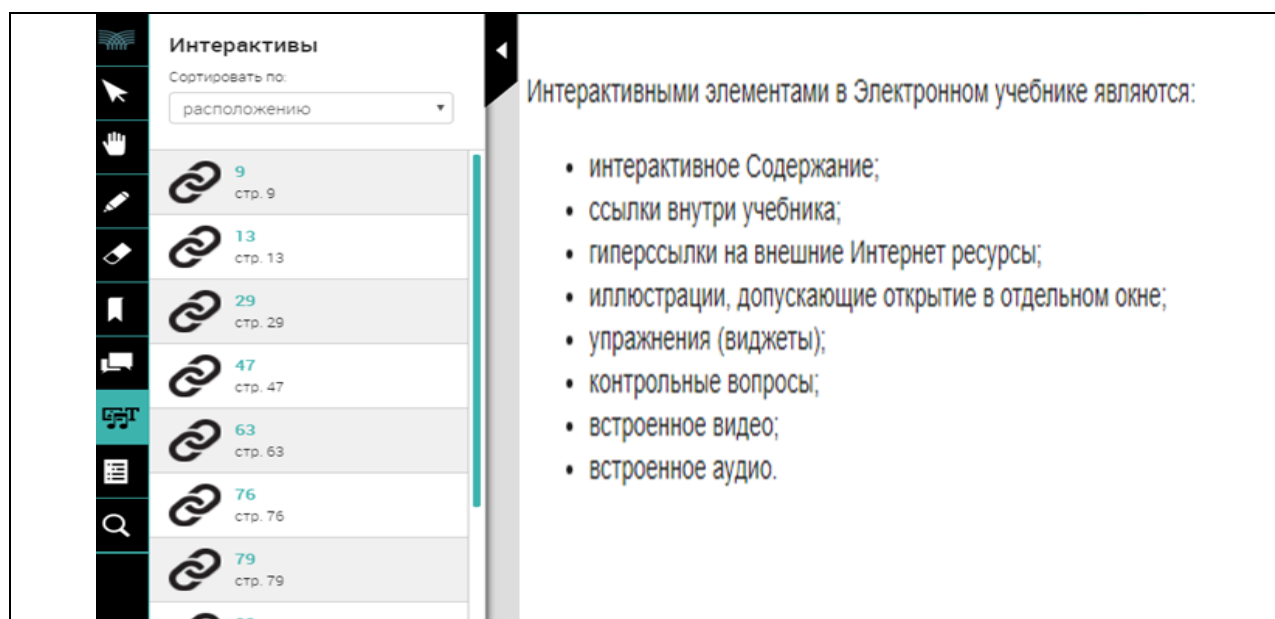 Интерактивы
Сортировать по:
расположению
9
стр. 9
13
стр. 13
29
стр. 29
47
стр. 47
63
стр. 63
76
стр. 76
79
стр. 79
Интерактивными элементами в Электронном учебнике являются:
• интерактивное Содержание;
• ссылки внутри учебника;
• гиперссылки на внешние Интернет ресурсы;
• иллюстрации, допускающие открытие в отдельном окне;
• упражнения (виджеты);
• контрольные вопросы;
• встроенное видео;
• встроенное аудио.